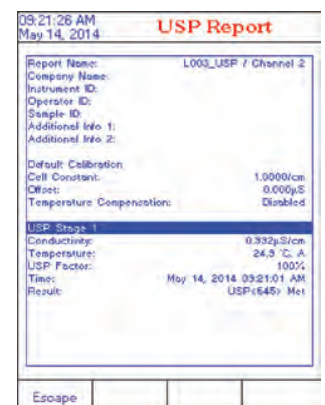 09:21:26 AM
May 14, 2014
USP Report
Report Name: L003_USP / Channel 2
Company Name:
Instrument ID:
Operator ID:
Sample ID:
Additional Info 1:
Additional Info 2:
Default Calibration
Cell Constant: 1.0000/cm
Offset: 0.000µS
Temperature Compensation: Disabled
USP Stage 1
Conductivity: 0.932µS/cm
Temperature: 24.9 °C, A
USP Factor: 100%
Time: May 14, 2014 09:21:01 AM
Result: USP<645> Met
Escape